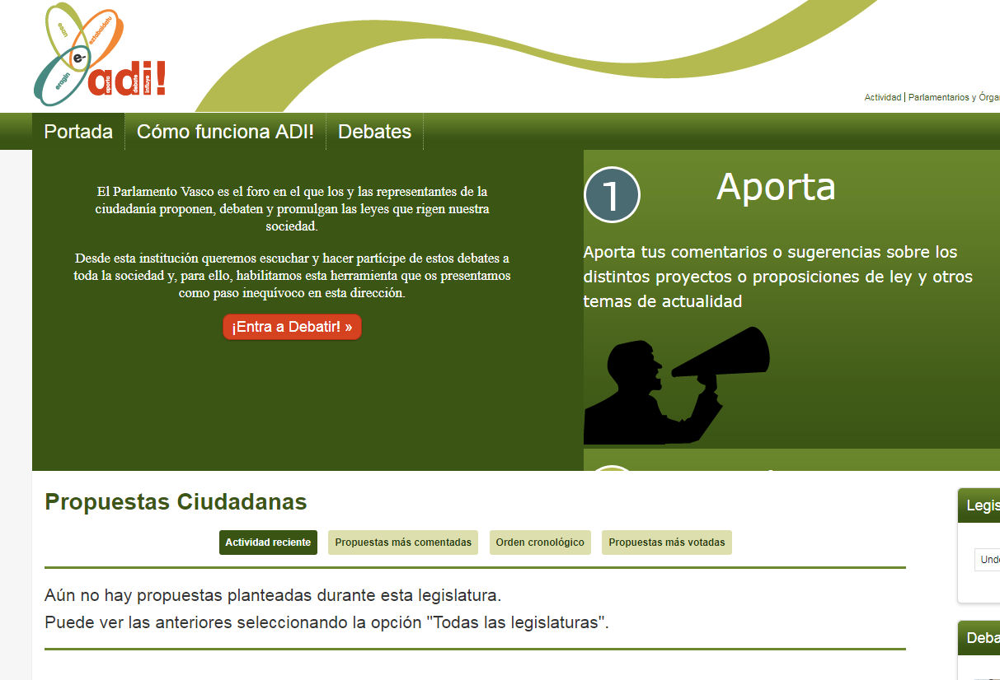 esan
eztabaidatu
eragin
e-
adi!
aporta
debate
influye
Actividad | Parlamentarios y Órga
Portada
Cómo funciona ADI!
Debates
El Parlamento Vasco es el foro en el que los y las representantes de la
ciudadanía proponen, debaten y promulgan las leyes que rigen nuestra
sociedad.
Desde esta institución queremos escuchar y hacer partícipe de estos debates a
toda la sociedad y, para ello, habilitamos esta herramienta que os presentamos
como paso inequívoco en esta dirección.
¡Entra a Debatir! »
1
Aporta
Aporta tus comentarios o sugerencias sobre los
distintos proyectos o proposiciones de ley y otros
temas de actualidad
Propuestas Ciudadanas
Actividad reciente
Propuestas más comentadas
Orden cronológico
Propuestas más votadas
Aún no hay propuestas planteadas durante esta legislatura.
Puede ver las anteriores seleccionando la opción "Todas las legislaturas".
Legis
Unde
Deba